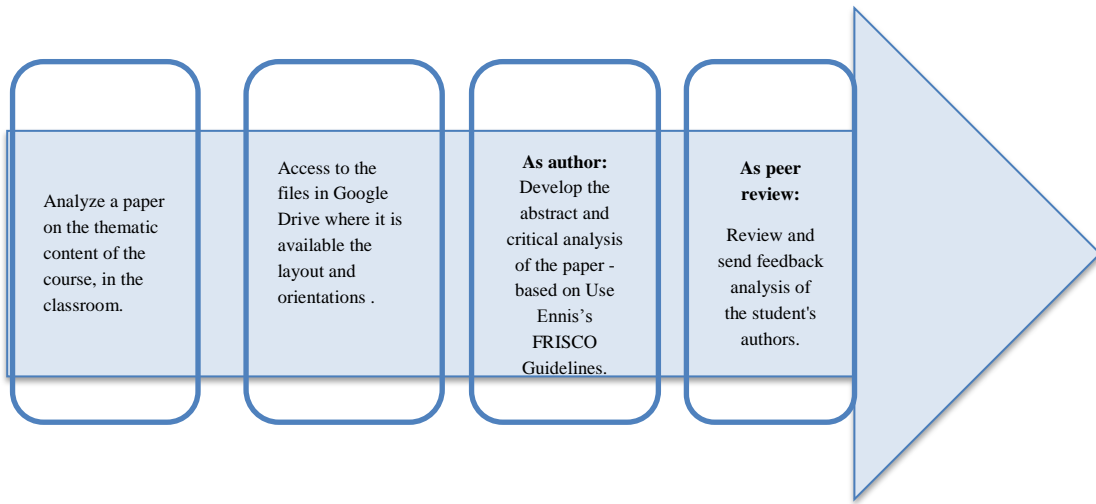 Analyze a paper
on the thematic
content of the
course, in the
classroom.
Access to the
files in Google
Drive where it is
available the
layout and
orientations .
As author:
Develop the
abstract and
critical analysis
of the paper -
based on Use
Ennis's
FRISCO
Guidelines.
As peer
review:
Review and
send feedback
analysis of
the student's
authors.